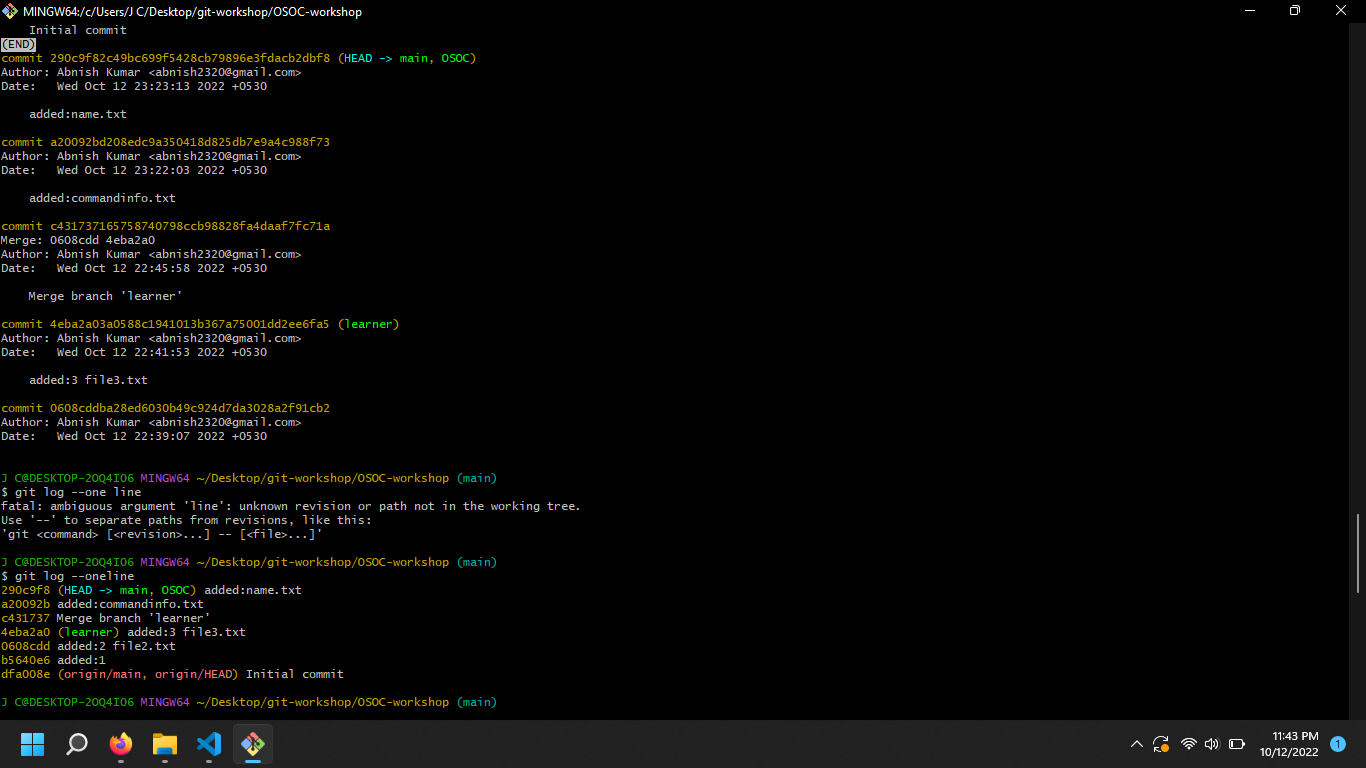 MINGW64:/c/Users/J C/Desktop/git-workshop/OSOC-workshop
Initial commit
(END)
commit 290c9f82c49bc699f5428cb79896e3fdacb2dbf8 (HEAD -> main, OSOC)
Author: Abnish Kumar <abnish2320@gmail.com>
Date:   Wed Oct 12 23:23:13 2022 +0530
added:name.txt
commit a20092bd208edc9a350418d825db7e9a4c988f73
Author: Abnish Kumar <abnish2320@gmail.com>
Date:   Wed Oct 12 23:22:03 2022 +0530
added:commandinfo.txt
commit c431737165758740798ccb98828fa4daaf7fc71a
Merge: 0608cdd 4eba2a0
Author: Abnish Kumar <abnish2320@gmail.com>
Date:   Wed Oct 12 22:45:58 2022 +0530
Merge branch 'learner'
commit 4eba2a03a0588c1941013b367a75001dd2ee6fa5 (learner)
Author: Abnish Kumar <abnish2320@gmail.com>
Date:   Wed Oct 12 22:41:53 2022 +0530
added:3 file3.txt
commit 0608cddba28ed6030b49c924d7da3028a2f91cb2
Author: Abnish Kumar <abnish2320@gmail.com>
Date:   Wed Oct 12 22:39:07 2022 +0530
J C@DESKTOP-2OQ4IO6 MINGW64 ~/Desktop/git-workshop/OSOC-workshop (main)
$ git log --one line
fatal: ambiguous argument 'line': unknown revision or path not in the working tree.
Use '--' to separate paths from revisions, like this:
'git <command> [<revision>...] -- [<file>...]'
J C@DESKTOP-2OQ4IO6 MINGW64 ~/Desktop/git-workshop/OSOC-workshop (main)
$ git log --oneline
290c9f8 (HEAD -> main, OSOC) added:name.txt
a20092b added:commandinfo.txt
c431737 Merge branch 'learner'
4eba2a0 (learner) added:3 file3.txt
0608cdd added:2 file2.txt
b5640e6 added:1
dfa008e (origin/main, origin/HEAD) Initial commit
J C@DESKTOP-2OQ4IO6 MINGW64 ~/Desktop/git-workshop/OSOC-workshop (main)
11:43 PM
10/12/2022
1